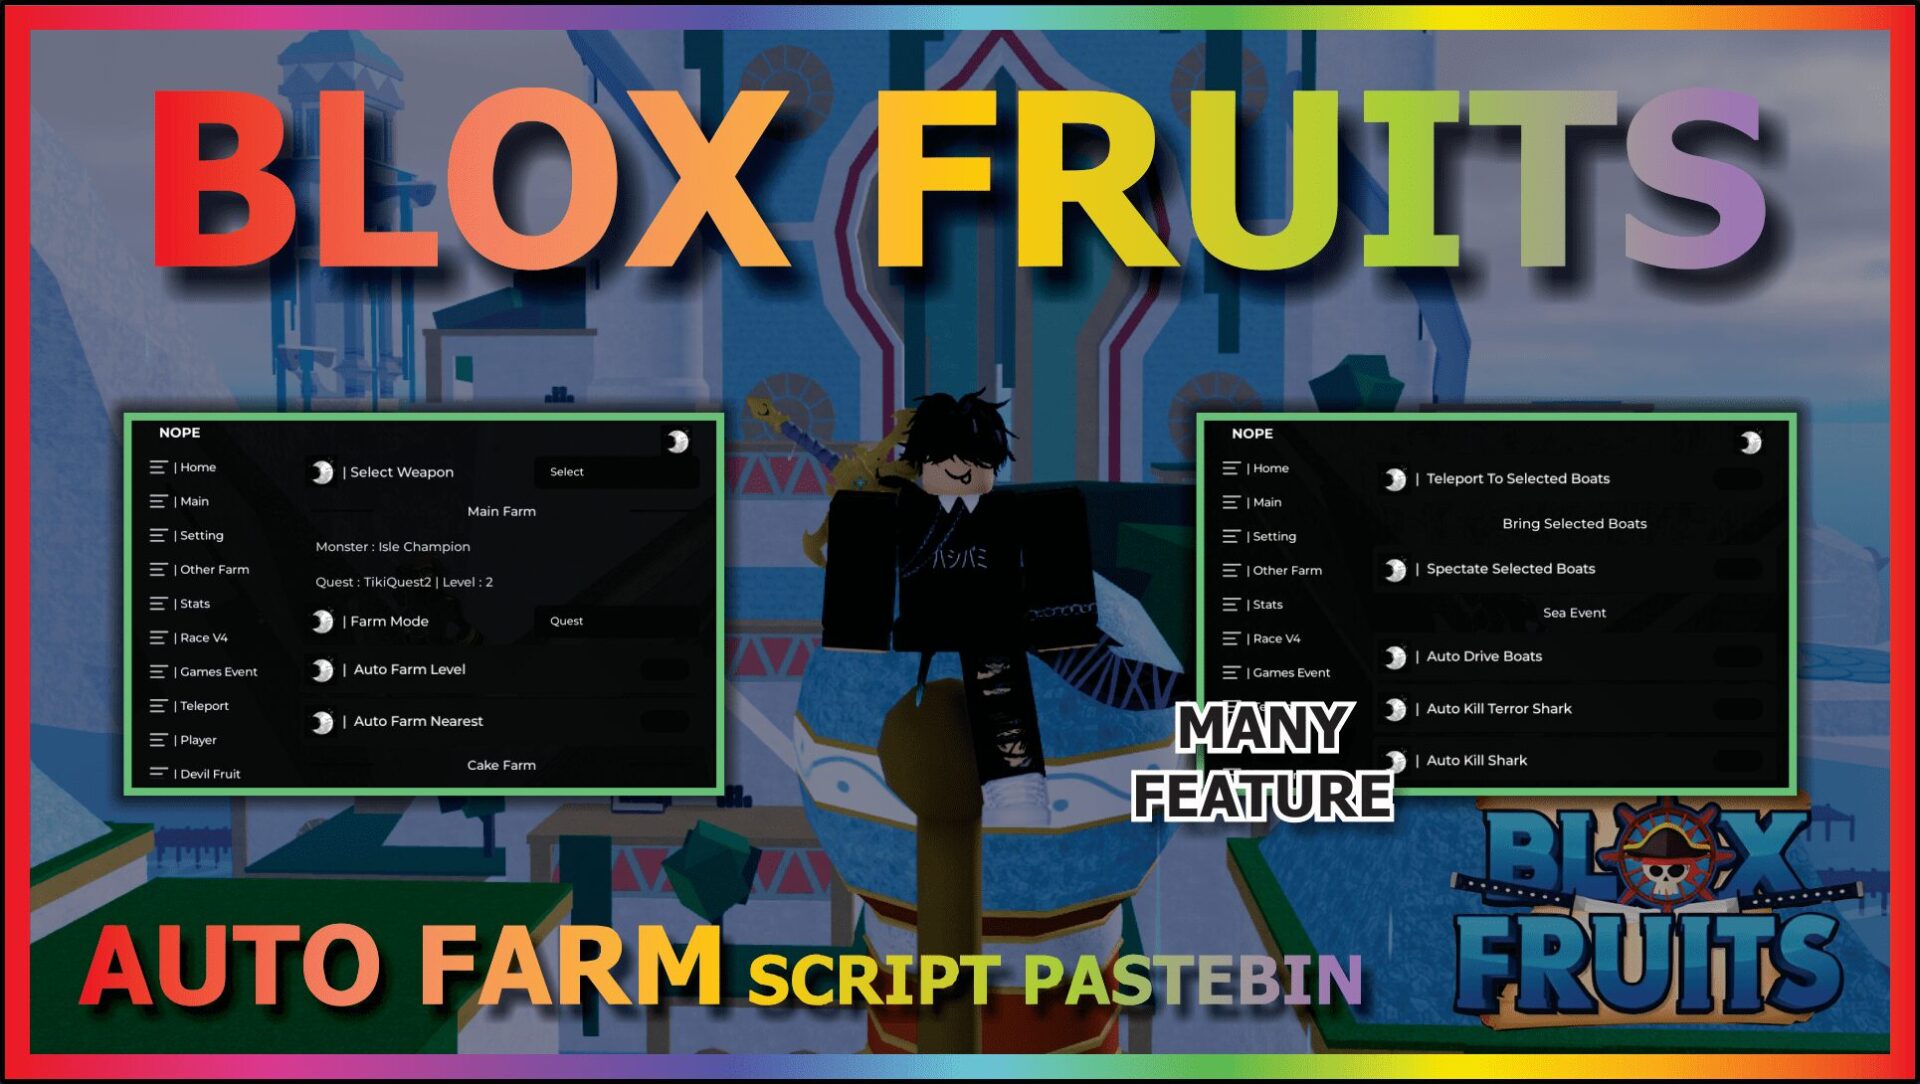 BLOX FRUITS
NOPE
| Home
| Main
| Setting
| Other Farm
| Stats
| Race V4
| Games Event
| Teleport
| Player
| Devil Fruit
| Select Weapon
Select
Main Farm
Monster : Isle Champion
Quest : TikiQuest2 | Level : 2
| Farm Mode
Quest
| Auto Farm Level
| Auto Farm Nearest
Cake Farm
ハシバミ
NOPE
| Home
| Main
| Setting
| Other Farm
| Stats
| Race V4
| Games Event
| Teleport To Selected Boats
Bring Selected Boats
| Spectate Selected Boats
Sea Event
| Auto Drive Boats
| Auto Kill Terror Shark
| Auto Kill Shark
MANY
FEATURE
BLOX
FRUITS
AUTO FARM SCRIPT PASTEBIN